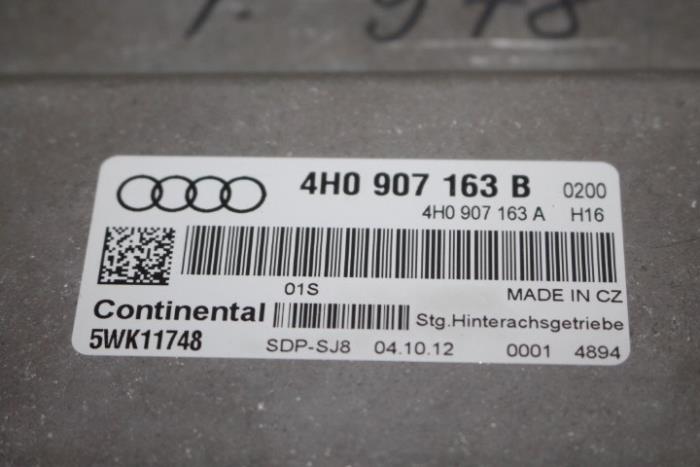 978
4H0 907 163 B 0200
4H0 907 163 A H16
01S MADE IN CZ
Continental Stg.Hinterachsgetriebe
5WK11748 SDP-SJ8 04.10.12 0001 4894